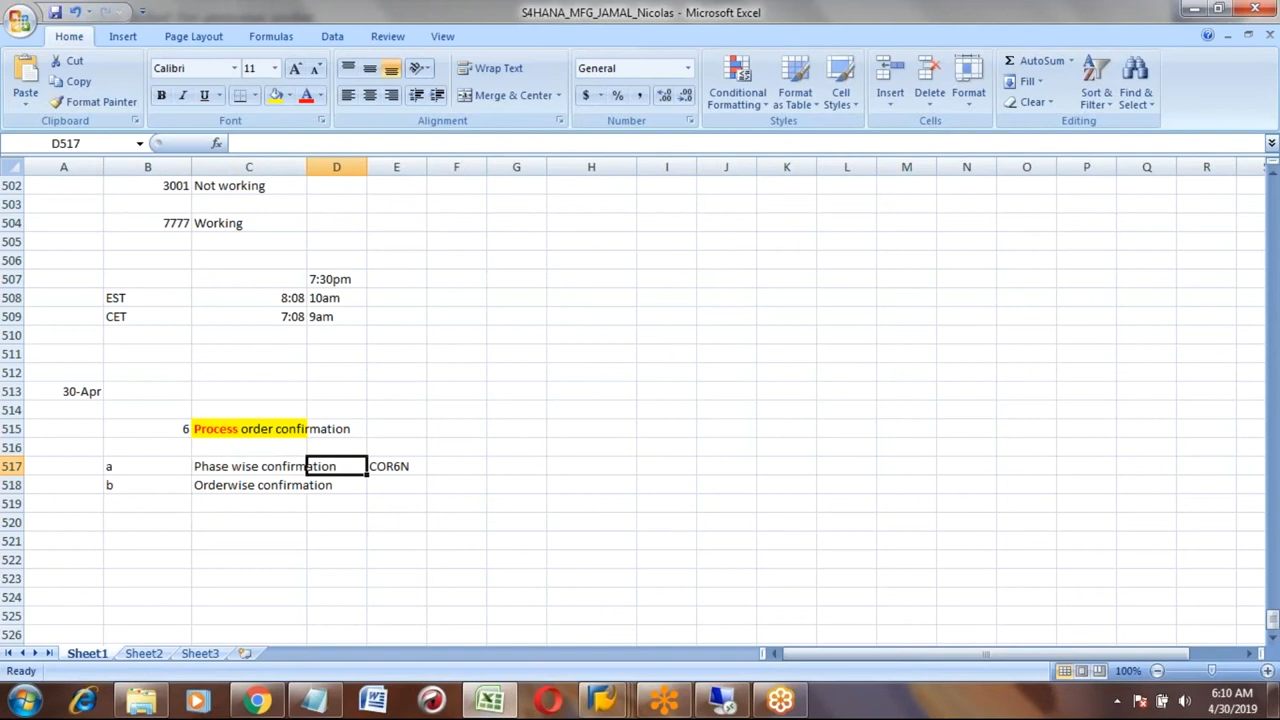 S4HANA_MFG_JAMAL_Nicolas - Microsoft Excel
Home Insert Page Layout Formulas Data Review View
Paste Cut Copy Format Painter Clipboard
Calibri 11 B I U Font
Wrap Text Merge & Center Alignment
General $ % , Number
Conditional Formatting Format as Table Cell Styles Styles
Insert Delete Format Cells
AutoSum Fill Clear Sort & Filter Find & Select Editing
D517 fx
A B C D E F G H I J K L M N O P Q R
502 3001 Not working
503
504 7777 Working
505
506
507 7:30pm
508 EST 8:08 10am
509 CET 7:08 9am
510
511
512
513 30-Apr
514
515 6 Process order confirmation
516
517 a Phase wise confirmation COR6N
518 b Orderwise confirmation
519
520
521
522
523
524
525
526
Sheet1 Sheet2 Sheet3
Ready 100%
6:10 AM
4/30/2019